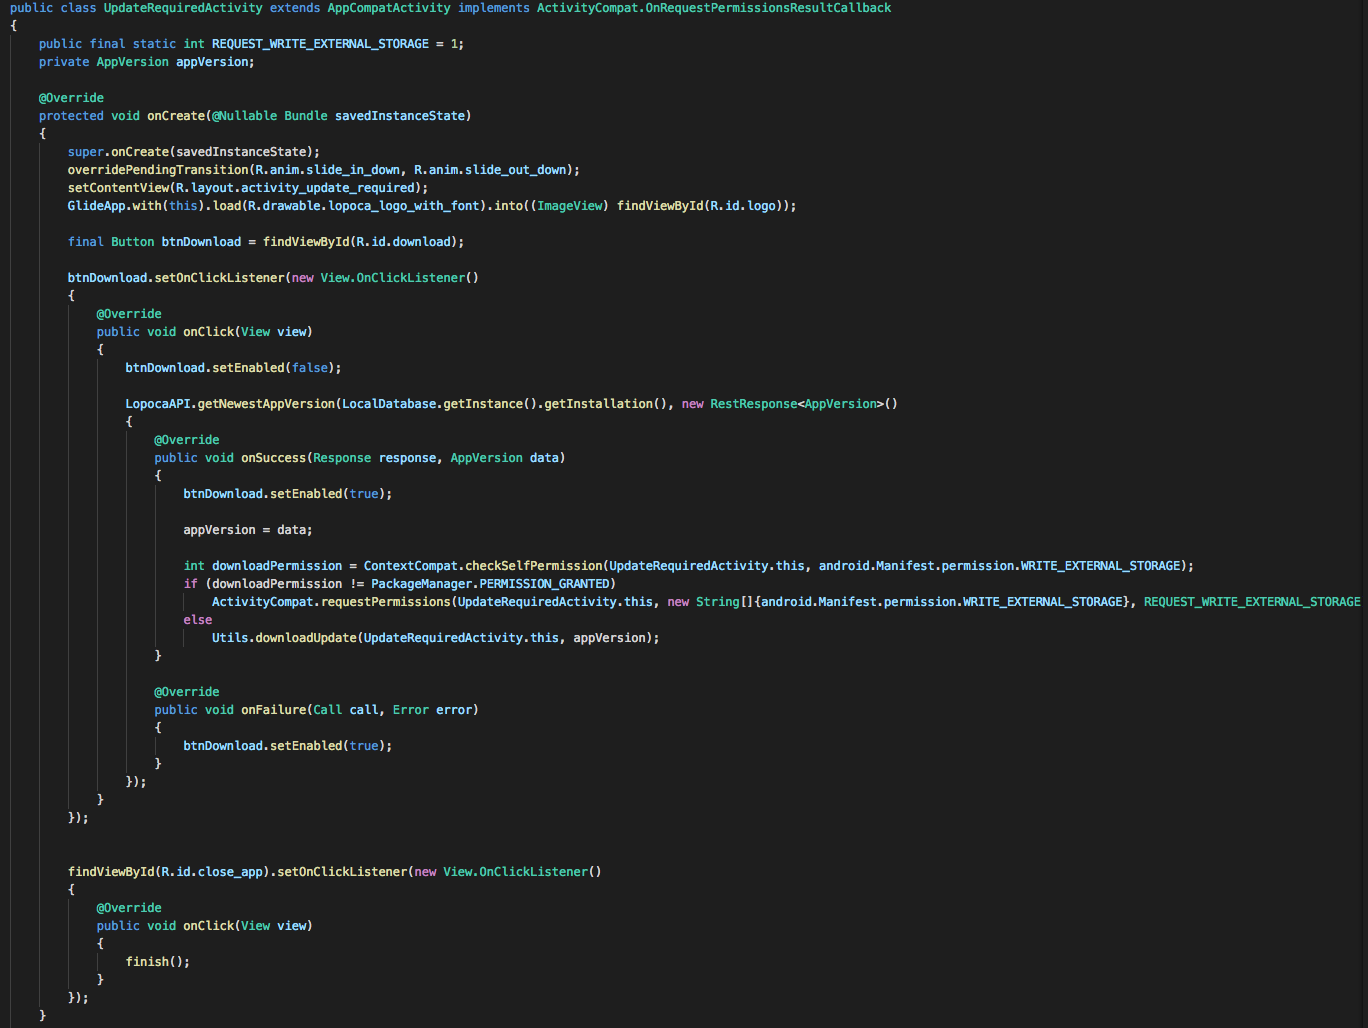 public class UpdateRequiredActivity extends AppCompatActivity implements ActivityCompat.OnRequestPermissionsResultCallback
{
    public final static int REQUEST_WRITE_EXTERNAL_STORAGE = 1;
    private AppVersion appVersion;

    @Override
    protected void onCreate(@Nullable Bundle savedInstanceState)
    {
        super.onCreate(savedInstanceState);
        overridePendingTransition(R.anim.slide_in_down, R.anim.slide_out_down);
        setContentView(R.layout.activity_update_required);
        GlideApp.with(this).load(R.drawable.lopoca_logo_with_font).into((ImageView) findViewById(R.id.logo));

        final Button btnDownload = findViewById(R.id.download);

        btnDownload.setOnClickListener(new View.OnClickListener()
        {
            @Override
            public void onClick(View view)
            {
                btnDownload.setEnabled(false);

                LopocaAPI.getNewestAppVersion(LocalDatabase.getInstance().getInstallation(), new RestResponse<AppVersion>()
                {
                    @Override
                    public void onSuccess(Response response, AppVersion data)
                    {
                        btnDownload.setEnabled(true);

                        appVersion = data;

                        int downloadPermission = ContextCompat.checkSelfPermission(UpdateRequiredActivity.this, android.Manifest.permission.WRITE_EXTERNAL_STORAGE);
                        if (downloadPermission != PackageManager.PERMISSION_GRANTED)
                            ActivityCompat.requestPermissions(UpdateRequiredActivity.this, new String[]{android.Manifest.permission.WRITE_EXTERNAL_STORAGE}, REQUEST_WRITE_EXTERNAL_STORAGE
                        else
                            Utils.downloadUpdate(UpdateRequiredActivity.this, appVersion);
                    }

                    @Override
                    public void onFailure(Call call, Error error)
                    {
                        btnDownload.setEnabled(true);
                    }
                });
            }
        });


        findViewById(R.id.close_app).setOnClickListener(new View.OnClickListener()
        {
            @Override
            public void onClick(View view)
            {
                finish();
            }
        });
    }